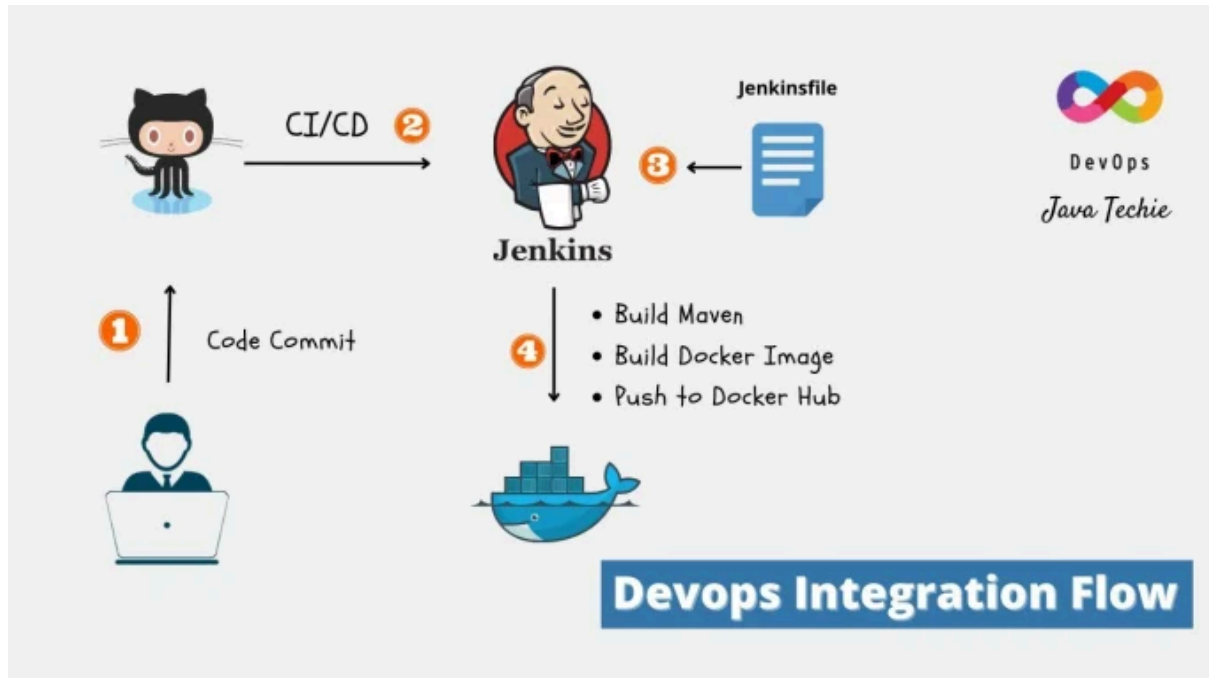 CI/CD 2
Jenkins
Jenkinsfile
3
DevOps
Java Techie
1
Code Commit
4
• Build Maven
• Build Docker Image
• Push to Docker Hub
Devops Integration Flow